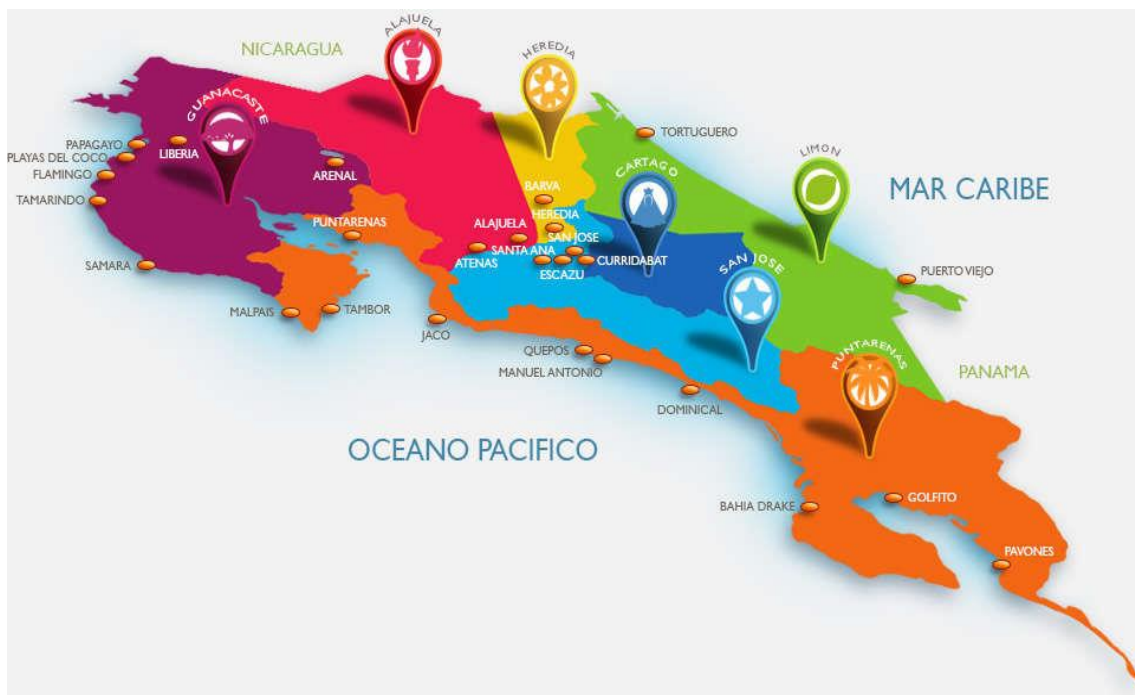 ALAJUELA
HEREDIA
NICARAGUA
GUANACASTE
PAPAGAYO
LIBERIA
PLAYAS DEL COCO
FLAMINGO
ARENAL
TAMARINDO
TORTUGUERO
CARTAGO
LIMON
MAR CARIBE
BARVA
HEREDIA
PUNTARENAS
ALAJUELA
SAN JOSE
SANTA ANA
ATENAS
ESCAZU
CURRIDABAT
SAN JOSE
SAMARA
PUERTO VIEJO
MALPAIS
TAMBOR
JACO
QUEPOS
MANUEL ANTONIO
PUNTARENAS
PANAMA
DOMINICAL
OCEANO PACIFICO
BAHIA DRAKE
GOLFITO
PAVONES